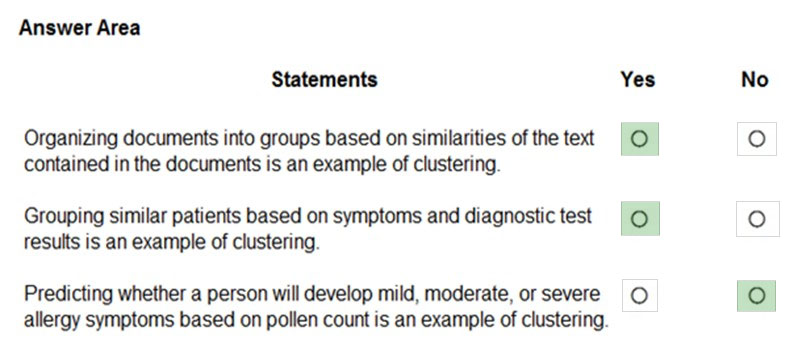 Answer Area
Statements Yes No
Organizing documents into groups based on similarities of the text
contained in the documents is an example of clustering.
Grouping similar patients based on symptoms and diagnostic test
results is an example of clustering.
Predicting whether a person will develop mild, moderate, or severe
allergy symptoms based on pollen count is an example of clustering.